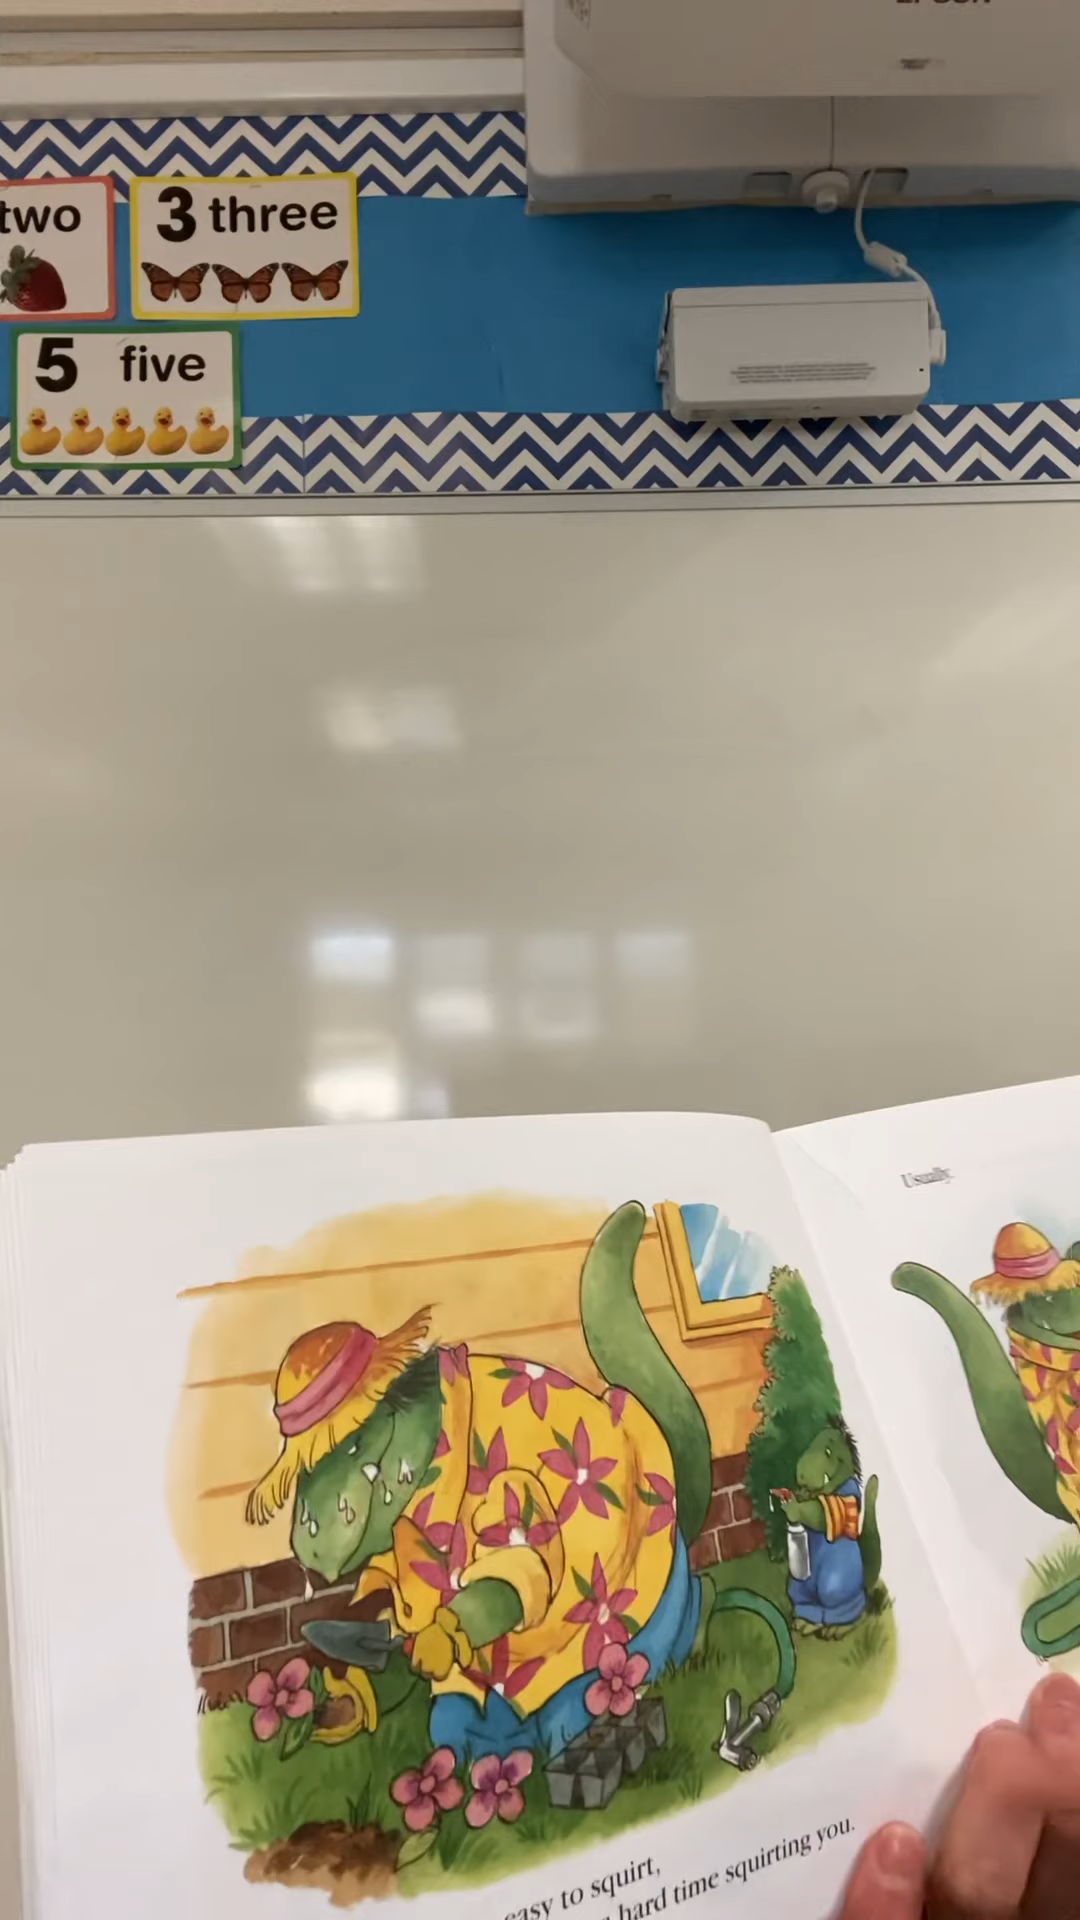 two
3 three
5 five
Usually
easy to squirt,
hard time squirting you.